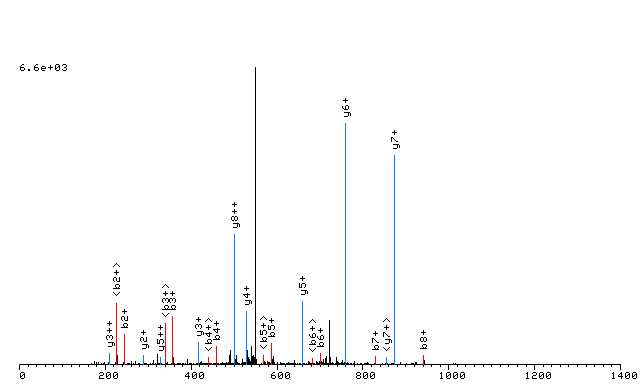 6.6e+03
y6+
y7+
y8++
<b2+^>
<b3+^>
b3+
y5+
y4+
b2+
y3++
y2+
y5++
y3+
<b4+^>
b4+
<b5+^>
b5+
<b6+^>
b6+
b7+
<y7+^>
b8+
0
200
400
600
800
1000
1200
1400